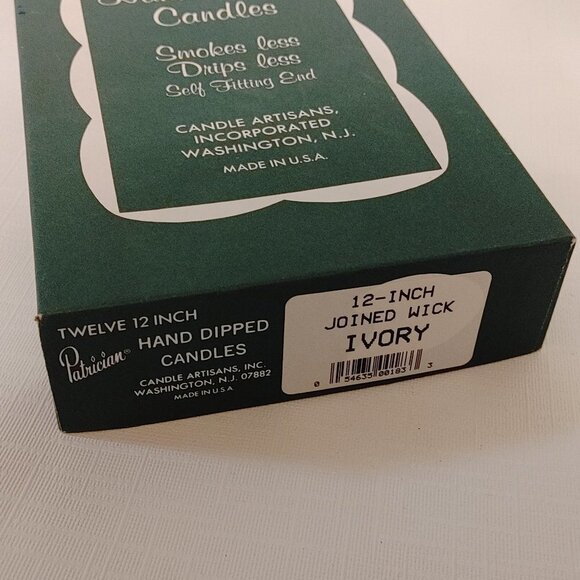 Candles
Smokes less
Drips less
Self Fitting End
CANDLE ARTISANS,
INCORPORATED
WASHINGTON, N.J.
MADE IN U.S.A.
TWELVE 12 INCH
Patrician® HAND DIPPED
CANDLES
CANDLE ARTISANS, INC.
WASHINGTON, N.J. 07882
MADE IN U.S.A
12-INCH
JOINED WICK
IVORY
0 54635 00183 3